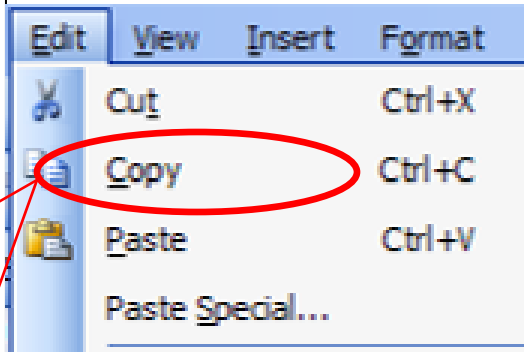 Edit View Insert Format
Cut Ctrl+X
Copy Ctrl+C
Paste Ctrl+V
Paste Special...